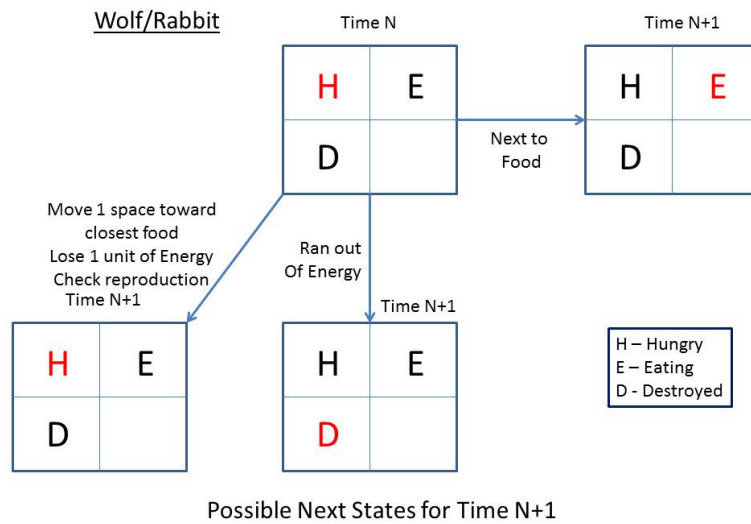 Wolf/Rabbit
Time N
Time N+1
H E
D
Next to
Food
H E
D
Move 1 space toward
closest food
Lose 1 unit of Energy
Check reproduction
Time N+1
Ran out
Of Energy
Time N+1
H E
D
H E
D
H – Hungry
E – Eating
D - Destroyed
Possible Next States for Time N+1